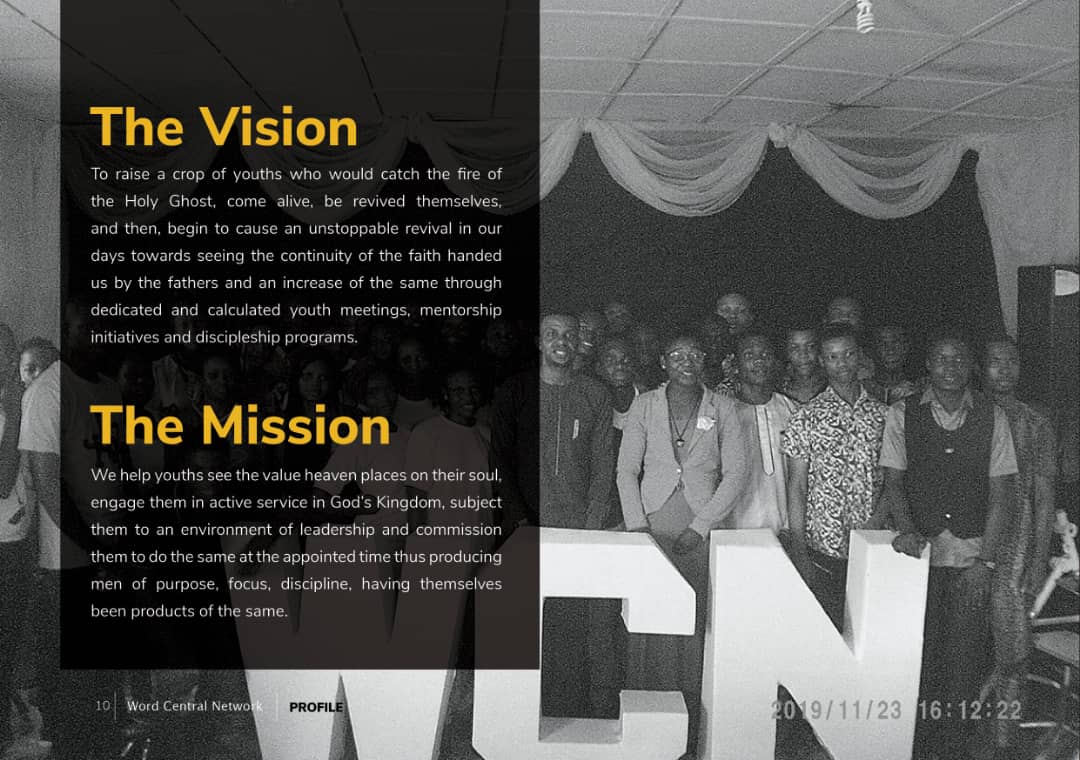 The Vision
To raise a crop of youths who would catch the fire of
the Holy Ghost, come alive, be revived themselves,
and then, begin to cause an unstoppable revival in our
days towards seeing the continuity of the faith handed
us by the fathers and an increase of the same through
dedicated and calculated youth meetings, mentorship
initiatives and discipleship programs.
The Mission
We help youths see the value heaven places on their soul,
engage them in active service in God's Kingdom, subject
them to an environment of leadership and commission
them to do the same at the appointed time thus producing
men of purpose, focus, discipline, having themselves
been products of the same.
WCN
10 Word Central Network PROFILE
2019/11/23 16:12:22